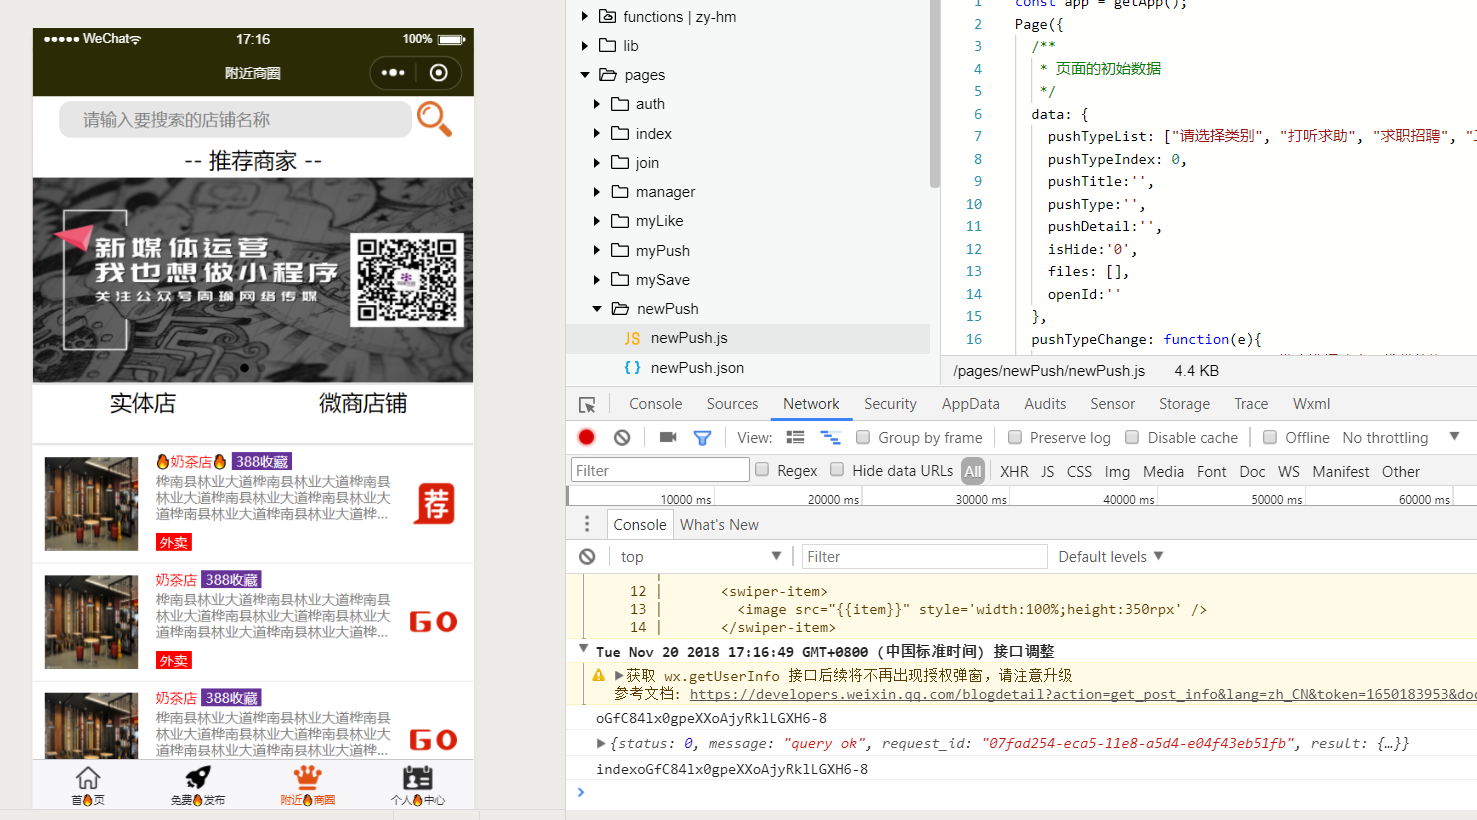 ●●●●● WeChat
17:16
100%
附近商圈
请输入要搜索的店铺名称
-- 推荐商家 --
新媒体运营
我也想做小程序
关注公众号周瑜网络传媒
实体店
微商店铺
🔥奶茶店🔥 388收藏
桦南县林业大道桦南县林业大道桦南县
林业大道桦南县林业大道桦南县林业大
道桦南县林业大道桦南县林业大道桦南...
外卖
荐
奶茶店 388收藏
桦南县林业大道桦南县林业大道桦南县
林业大道桦南县林业大道桦南县林业大
道桦南县林业大道桦南县林业大道桦南...
外卖
GO
奶茶店 388收藏
桦南县林业大道桦南县林业大道桦南县
林业大道桦南县林业大道桦南县林业大
道桦南县林业大道桦南县林业大道桦南...
GO
首🔥页
免费🔥发布
附近🔥商圈
个人🔥中心
functions | zy-hm
lib
pages
auth
index
join
manager
myLike
myPush
mySave
newPush
JS newPush.js
{ } newPush.json
1 const app = getApp();
2 Page({
3 /**
4 * 页面的初始数据
5 */
6 data: {
7 pushTypeList: ["请选择类别", "打听求助", "求职招聘",
8 pushTypeIndex: 0,
9 pushTitle:'',
10 pushType:'',
11 pushDetail:'',
12 isHide:'0',
13 files: [],
14 openId:''
15 },
16 pushTypeChange: function(e){
/pages/newPush/newPush.js 4.4 KB
Console Sources Network Security AppData Audits Sensor Storage Trace Wxml
View: Group by frame Preserve log Disable cache Offline No throttling
Filter Regex Hide data URLs All XHR JS CSS Img Media Font Doc WS Manifest Other
10000 ms 20000 ms 30000 ms 40000 ms 50000 ms 60000 ms
Console What's New
top Filter Default levels
12 | <swiper-item>
13 | <image src="{{item}}" style='width:100%;height:350rpx' />
14 | </swiper-item>
Tue Nov 20 2018 17:16:49 GMT+0800 (中国标准时间) 接口调整
获取 wx.getUserInfo 接口后续将不再出现授权弹窗，请注意升级
参考文档: https://developers.weixin.qq.com/blogdetail?action=get_post_info&lang=zh_CN&token=1650183953&doc
oGfC84lx0gpeXXoAjyRklLGXH6-8
{status: 0, message: "query ok", request_id: "07fad254-eca5-11e8-a5d4-e04f43eb51fb", result: {…}}
indexoGfC84lx0gpeXXoAjyRklLGXH6-8